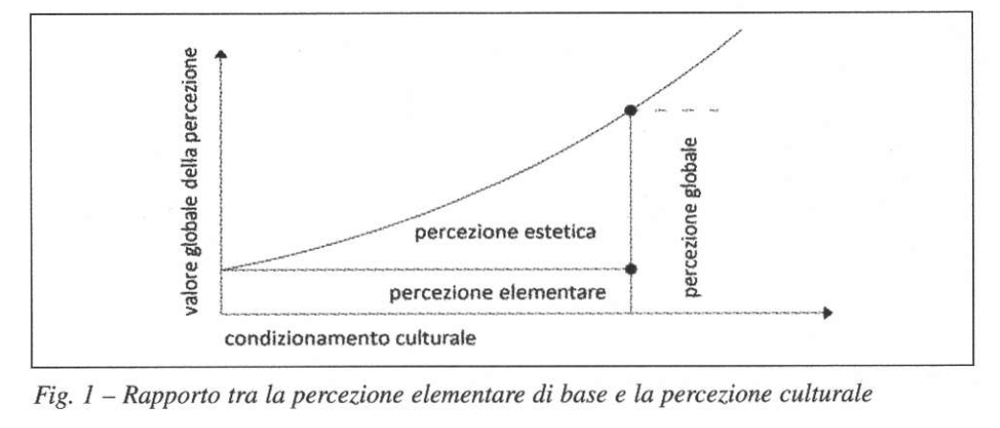 valore globale della percezione
percezione estetica
percezione elementare
percezione globale
condizionamento culturale
Fig. 1 – Rapporto tra la percezione elementare di base e la percezione culturale